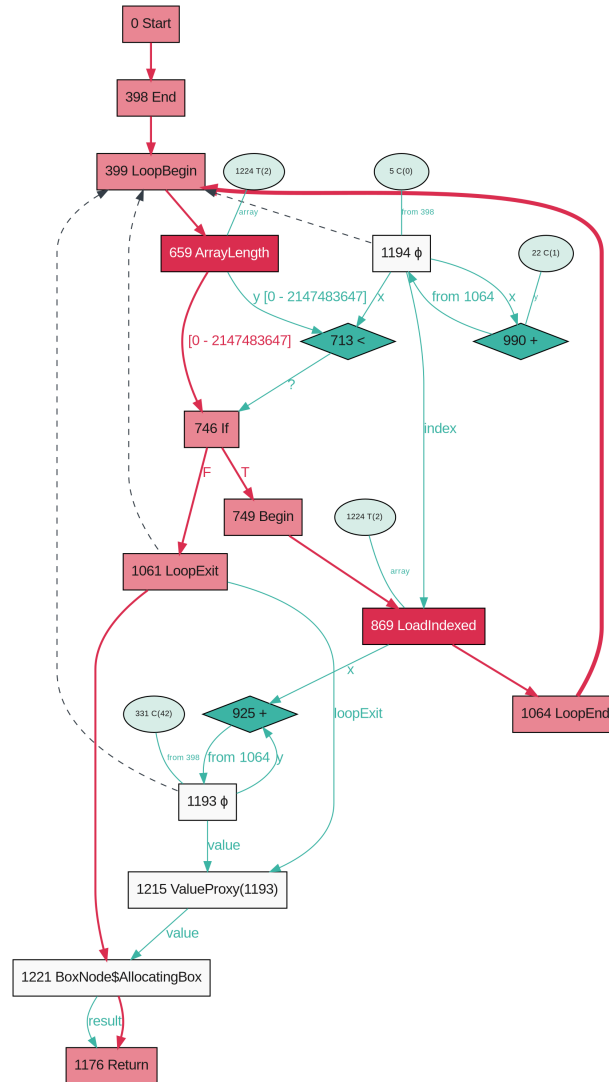 0 Start
398 End
399 LoopBegin
1224 T(2)
5 C(0)
array
from 398
659 ArrayLength
1194 ϕ
22 C(1)
y [0 - 2147483647]
x
from 1064
x
y
[0 - 2147483647]
713 <
990 +
?
746 If
index
F
T
749 Begin
1224 T(2)
1061 LoopExit
array
869 LoadIndexed
x
331 C(42)
925 +
loopExit
1064 LoopEnd
from 398
from 1064
y
1193 ϕ
value
1215 ValueProxy(1193)
value
1221 BoxNode$AllocatingBox
result
1176 Return